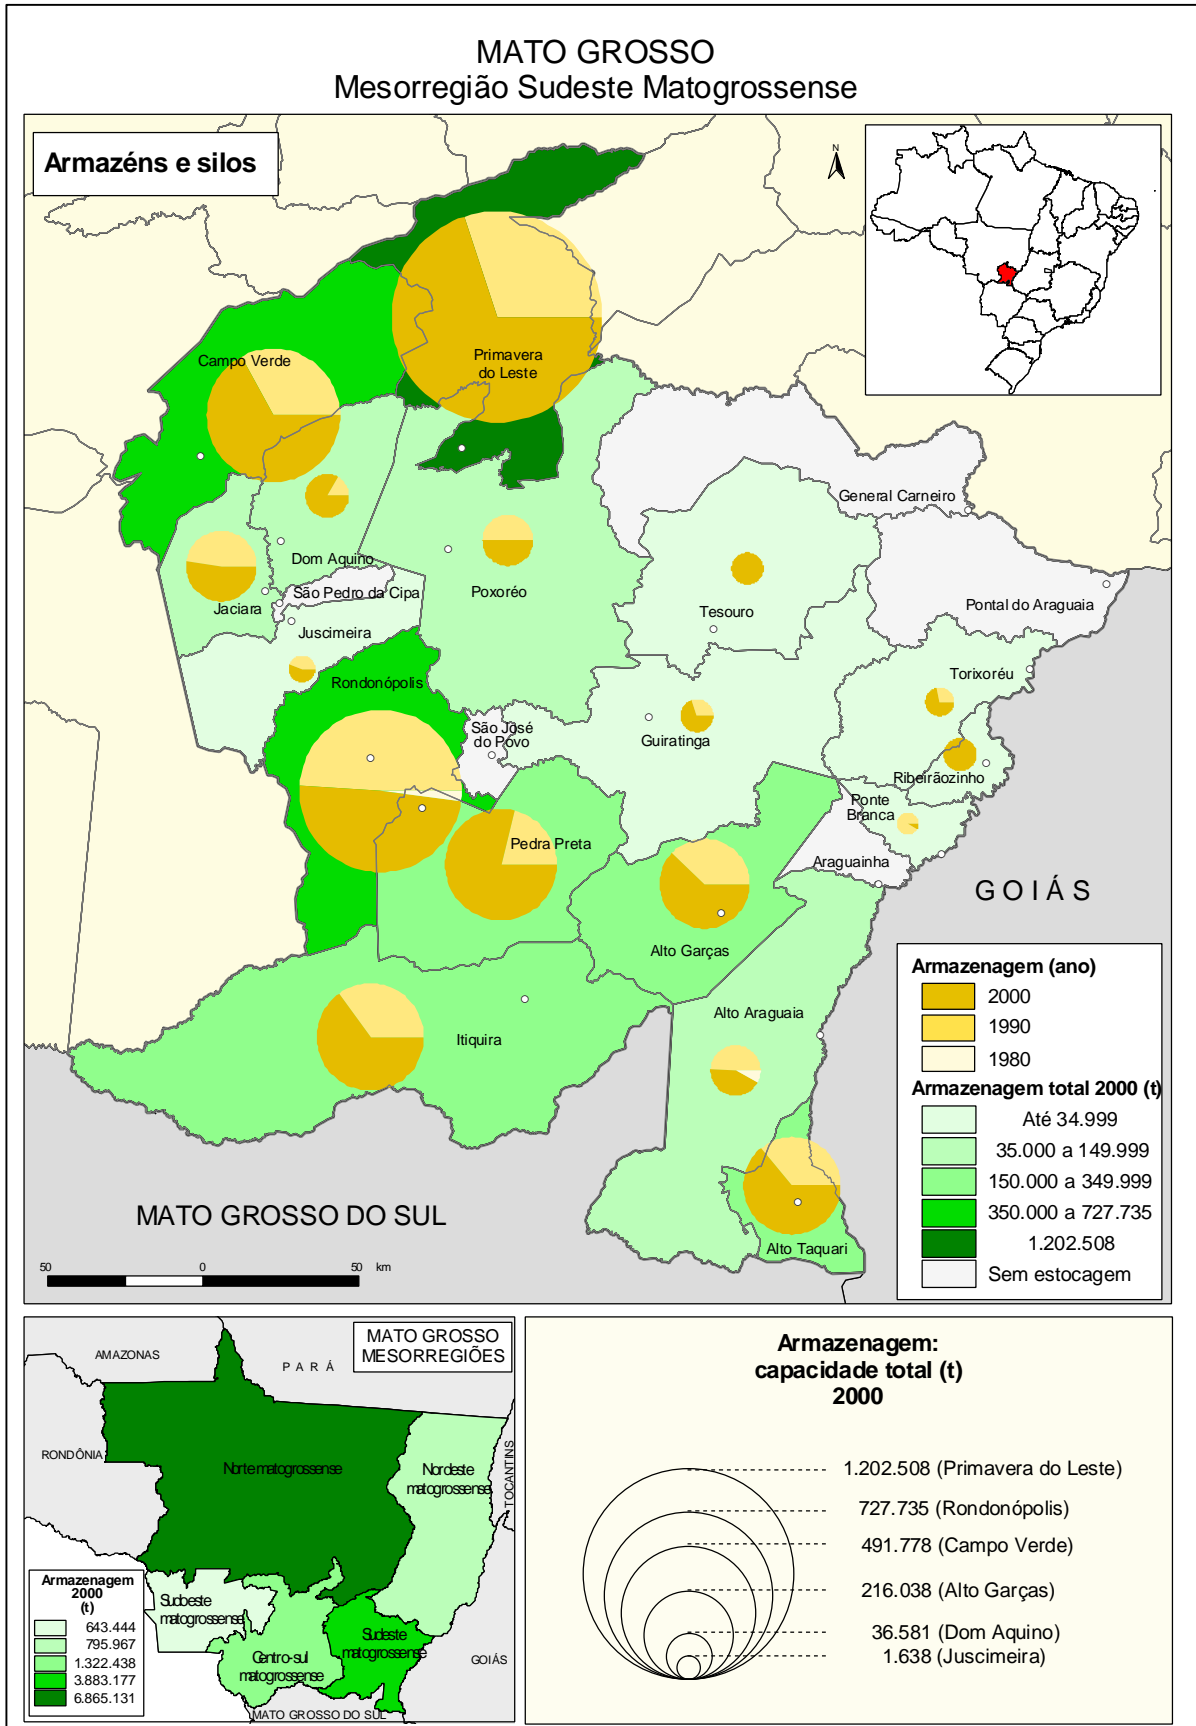 MATO GROSSO
Mesorregião Sudeste Matogrossense
Armazéns e silos
N
Campo Verde
Primavera
do Leste
General Carneiro
Dom Aquino
São Pedro da Cipa
Jaciara
Poxoréo
Tesouro
Pontal do Araguaia
Juscimeira
Rondonópolis
Torixoréu
São José
do Povo
Guiratinga
Ribeirãozinho
Ponte
Branca
Pedra Preta
Araguainha
GOIÁS
Alto Garças
Alto Araguaia
Itiquira
MATO GROSSO DO SUL
Alto Taquari
50 0 50 km
Armazenagem (ano)
2000
1990
1980
Armazenagem total 2000 (t)
Até 34.999
35.000 a 149.999
150.000 a 349.999
350.000 a 727.735
1.202.508
Sem estocagem
MATO GROSSO
MESORREGIÕES
AMAZONAS
PARÁ
RONDÔNIA
TOCANTINS
Norte matogrossense
Nordeste
matogrossense
Sudoeste
matogrossense
Centro-sul
matogrossense
Sudeste
matogrossense
GOIÁS
MATO GROSSO DO SUL
Armazenagem
2000
(t)
643.444
795.967
1.322.438
3.883.177
6.865.131
Armazenagem:
capacidade total (t)
2000
1.202.508 (Primavera do Leste)
727.735 (Rondonópolis)
491.778 (Campo Verde)
216.038 (Alto Garças)
36.581 (Dom Aquino)
1.638 (Juscimeira)